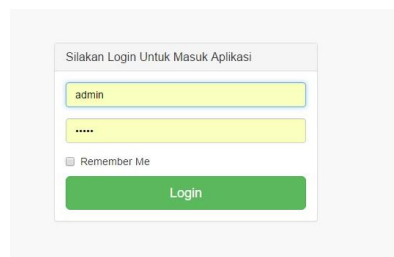 Silakan Login Untuk Masuk Aplikasi
admin
•••••
Remember Me
Login